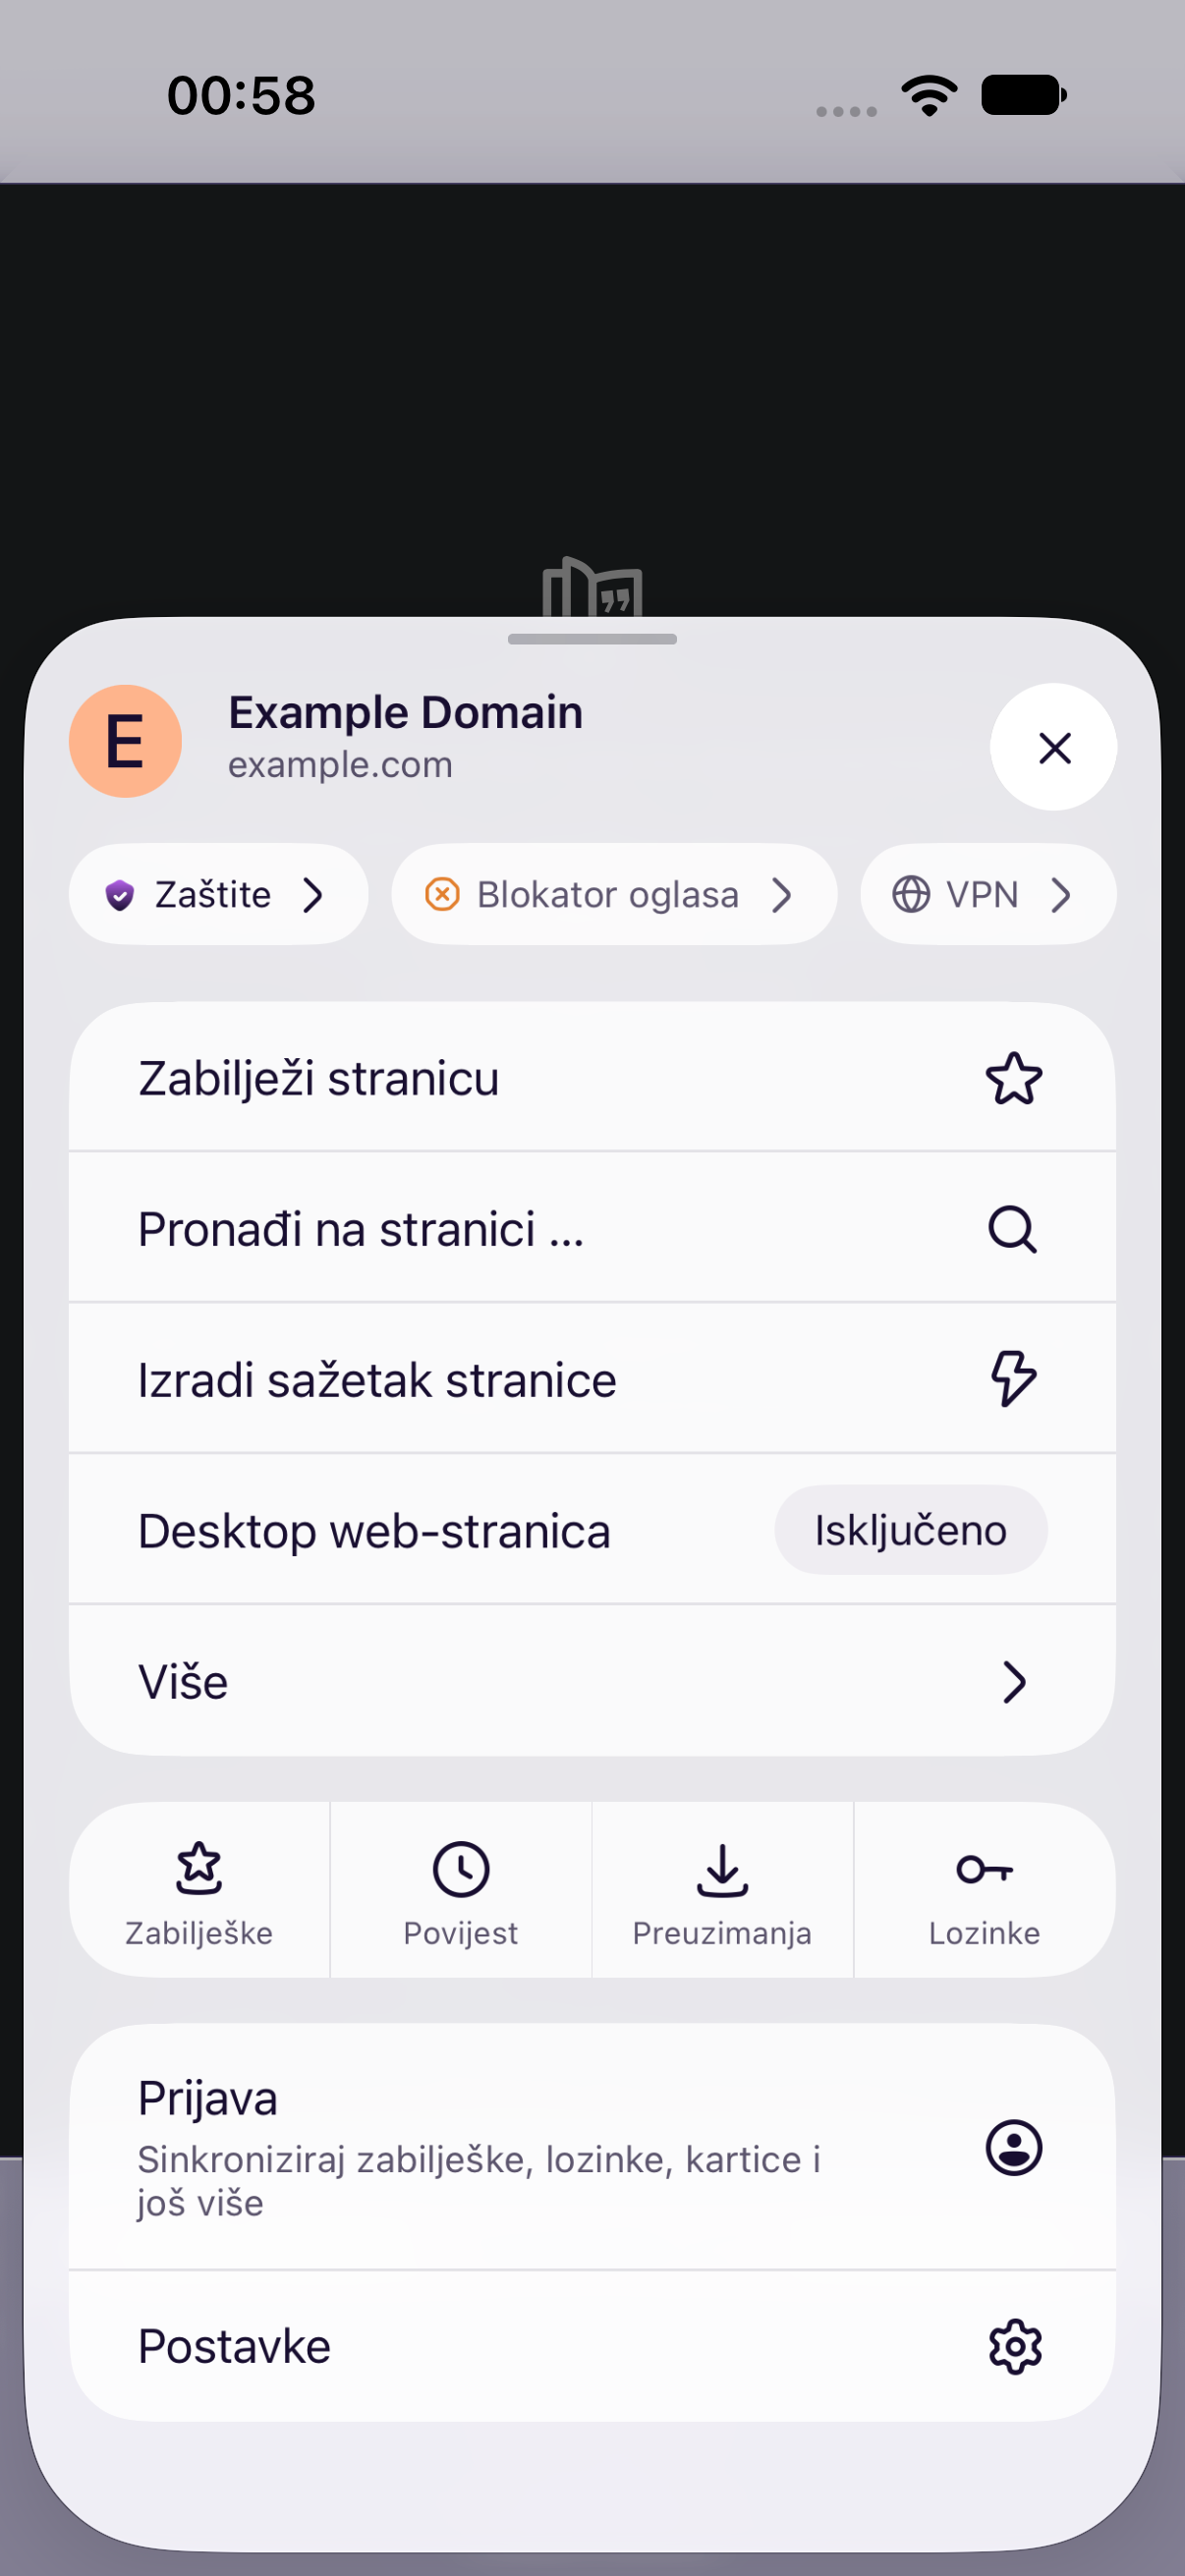 00:58
E
Example Domain
example.com
Zaštite
Blokator oglasa
VPN
Zabilježi stranicu
Pronađi na stranici ...
Izradi sažetak stranice
Desktop web-stranica
Isključeno
Više
Zabilješke
Povijest
Preuzimanja
Lozinke
Prijava
Sinkroniziraj zabilješke, lozinke, kartice i
još više
Postavke